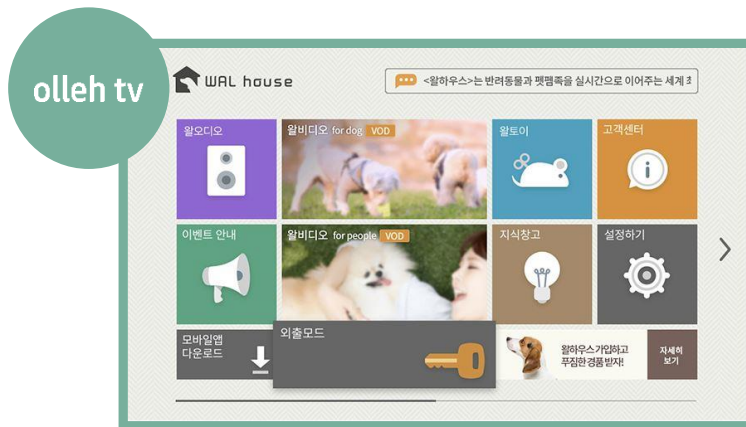 olleh tv
WAL house
<왈하우스>는 반려동물과 펫팸족을 실시간으로 이어주는 세계 최
왈오디오
왈비디오 for dog VOD
왈토이
고객센터
이벤트 안내
왈비디오 for people VOD
지식창고
설정하기
모바일앱
다운로드
외출모드
왈하우스 가입하고
푸짐한 경품 받자!
자세히
보기